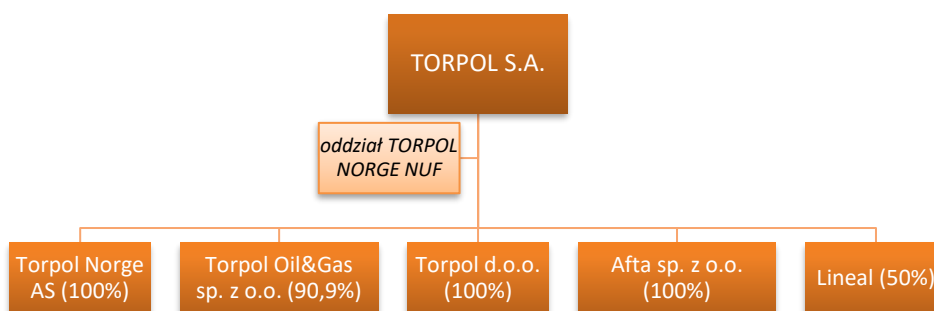 TORPOL S.A.
oddział TORPOL
NORGE NUF
Torpol Norge
AS (100%)
Torpol Oil&Gas
sp. z o.o. (90,9%)
Torpol d.o.o.
(100%)
Afta sp. z o.o.
(100%)
Lineal (50%)